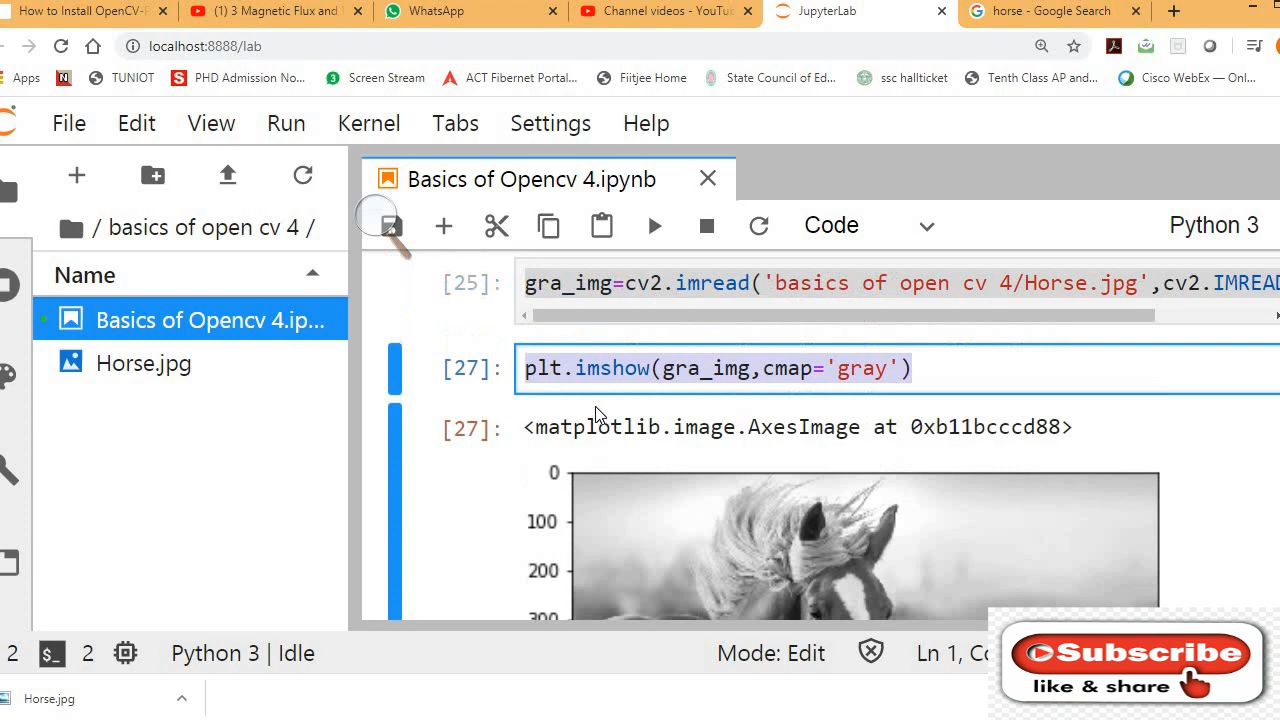 How to Install OpenCV-F
(1) 3 Magnetic Flux and
WhatsApp
Channel videos - YouTu
JupyterLab
horse - Google Search
localhost:8888/lab
Apps
TUNIOT
PHD Admission No...
Screen Stream
ACT Fibernet Portal...
Fiitjee Home
State Council of Ed...
ssc hallticket
Tenth Class AP and...
Cisco WebEx — Onl...
File Edit View Run Kernel Tabs Settings Help
Basics of Opencv 4.ipynb
/ basics of open cv 4 /
Code
Python 3
Name
Basics of Opencv 4.ip...
Horse.jpg
[25]: gra_img=cv2.imread('basics of open cv 4/Horse.jpg',cv2.IMREAD
[27]: plt.imshow(gra_img,cmap='gray')
[27]: <matplotlib.image.AxesImage at 0xb11bcccd88>
0
100
200
300
2 $_ 2 Python 3 | Idle
Mode: Edit
Ln 1, Co
Subscribe
like & share
Horse.jpg